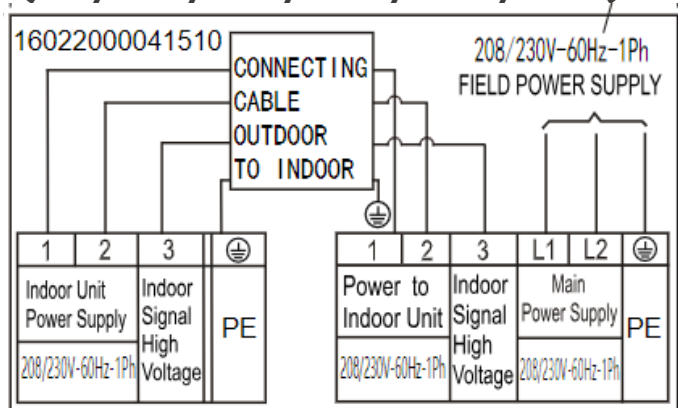 16022000041510
208/230V-60Hz-1Ph
FIELD POWER SUPPLY
CONNECTING
CABLE
OUTDOOR
TO INDOOR
1 2 3
Indoor Unit
Power Supply
208/230V-60Hz-1Ph
Indoor
Signal
High
Voltage
PE
1 2 3 L1 L2
Power to
Indoor Unit
208/230V-60Hz-1Ph
Indoor
Signal
High
Voltage
Main
Power Supply
208/230V-60Hz-1Ph
PE